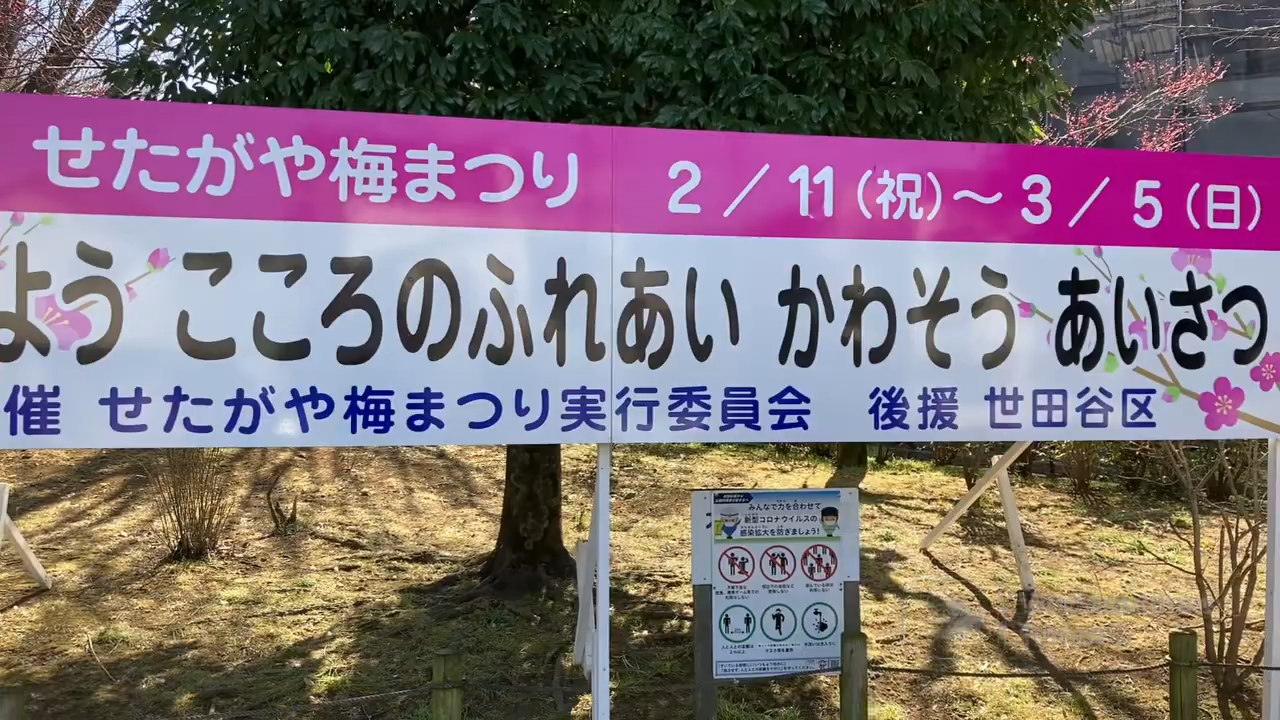 せたがや梅まつり 2／11（祝）～3／5（日）
よう こころのふれあい かわそう あいさつ
催 せたがや梅まつり実行委員会 後援 世田谷区
みんなで力を合わせて
新型コロナウイルスの
感染拡大を防ぎましょう!